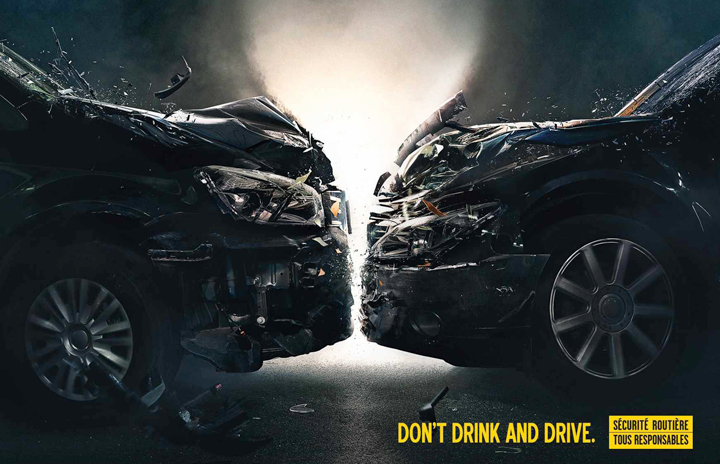 DON'T DRINK AND DRIVE.
SÉCURITÉ ROUTIÈRE
TOUS RESPONSABLES